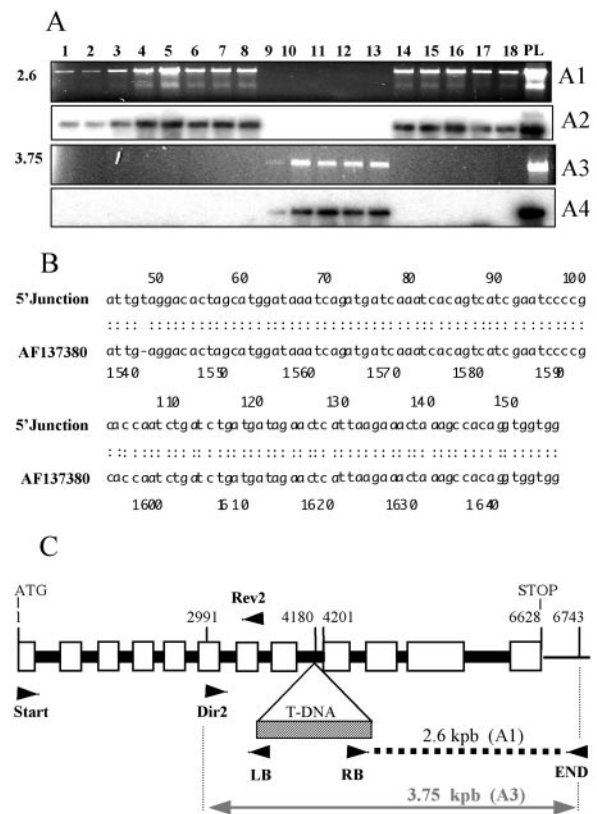 A
1 2 3 4 5 6 7 8 9 10 11 12 13 14 15 16 17 18 PL
2.6
A1
A2
3.75
A3
A4
B
50 60 70 80 90 100
5'Junction attgtaggacactagcatggataaatcagatgatcaaatcacagtcatcgaatccccg
:::: :::::::::::::::::::::::::::::::::::::::::::::::::::::
AF137380 attg-aggacactagcatggataaatcagatgatcaaatcacagtcatcgaatccccg
1540 1550 1560 1570 1580 1590
110 120 130 140 150
5'Junction caccaatctgatctgatgatagaactcattaagaaactaaagccacaggtggtgg
:::::::::::::::::::::::::::::::::::::::::::::::::::::::
AF137380 caccaatctgatctgatgatagaactcattaagaaactaaagccacaggtggtgg
1600 1610 1620 1630 1640
C
ATG STOP
1 2991 Rev2 4180 4201 6628 6743
Start Dir2 T-DNA
2.6 kpb (A1)
LB RB END
3.75 kpb (A3)